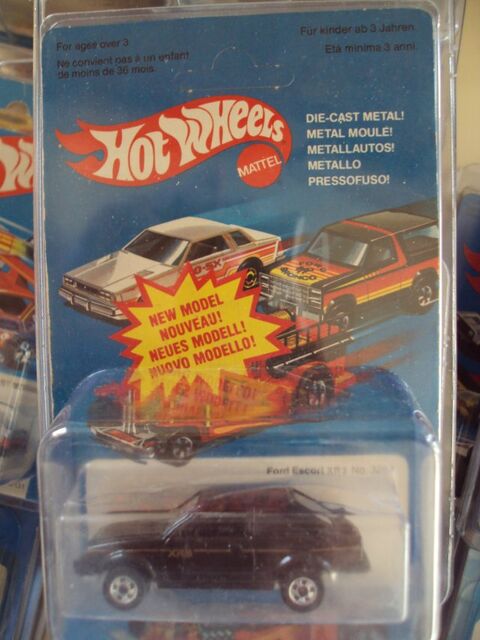 For ages over 3
Ne convient pas à un enfant
de moins de 36 mois.
Für kinder ab 3 Jahren.
Età minima 3 anni.
Hot Wheels
MATTEL
DIE-CAST METAL!
METAL MOULÉ!
METALLAUTOS!
METALLO
PRESSOFUSO!
NEW MODEL
NOUVEAU!
NEUES MODELL!
NUOVO MODELLO!
Ford Escort XR3 No.
XR3